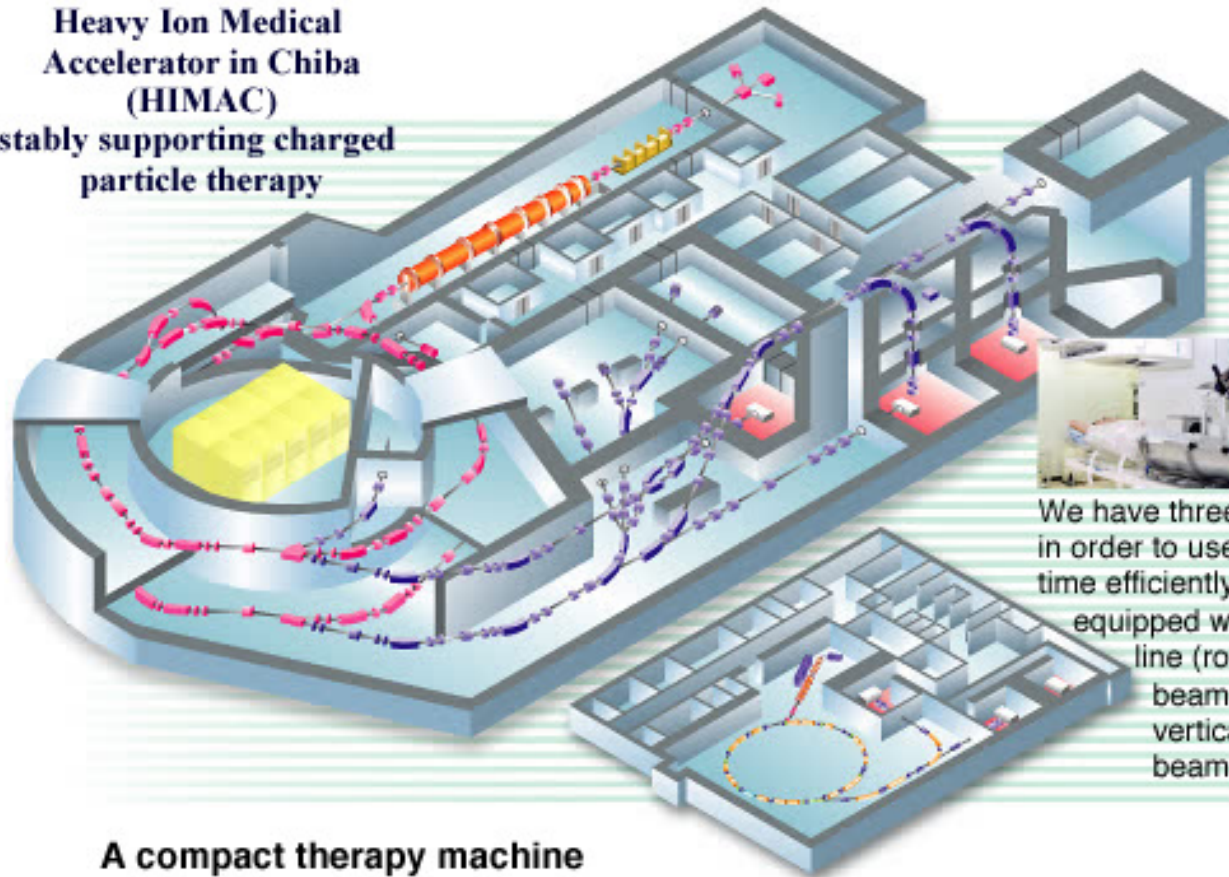 Heavy Ion Medical
Accelerator in Chiba
(HIMAC)
stably supporting charged
particle therapy
We have three
in order to use
time efficiently
equipped w
line (ro
beam
vertica
beam
A compact therapy machine